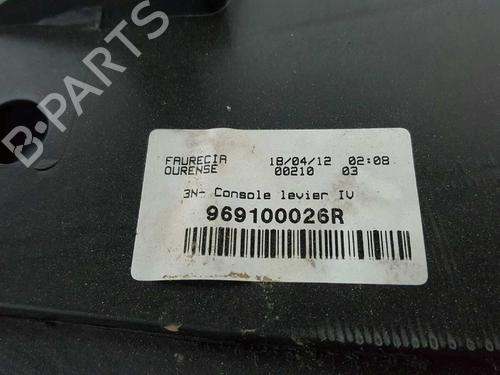 B-PARTS
FAURECIA 18/04/12 02:08
OURENSE 00210 03
3N- Console levier IV
969100026R